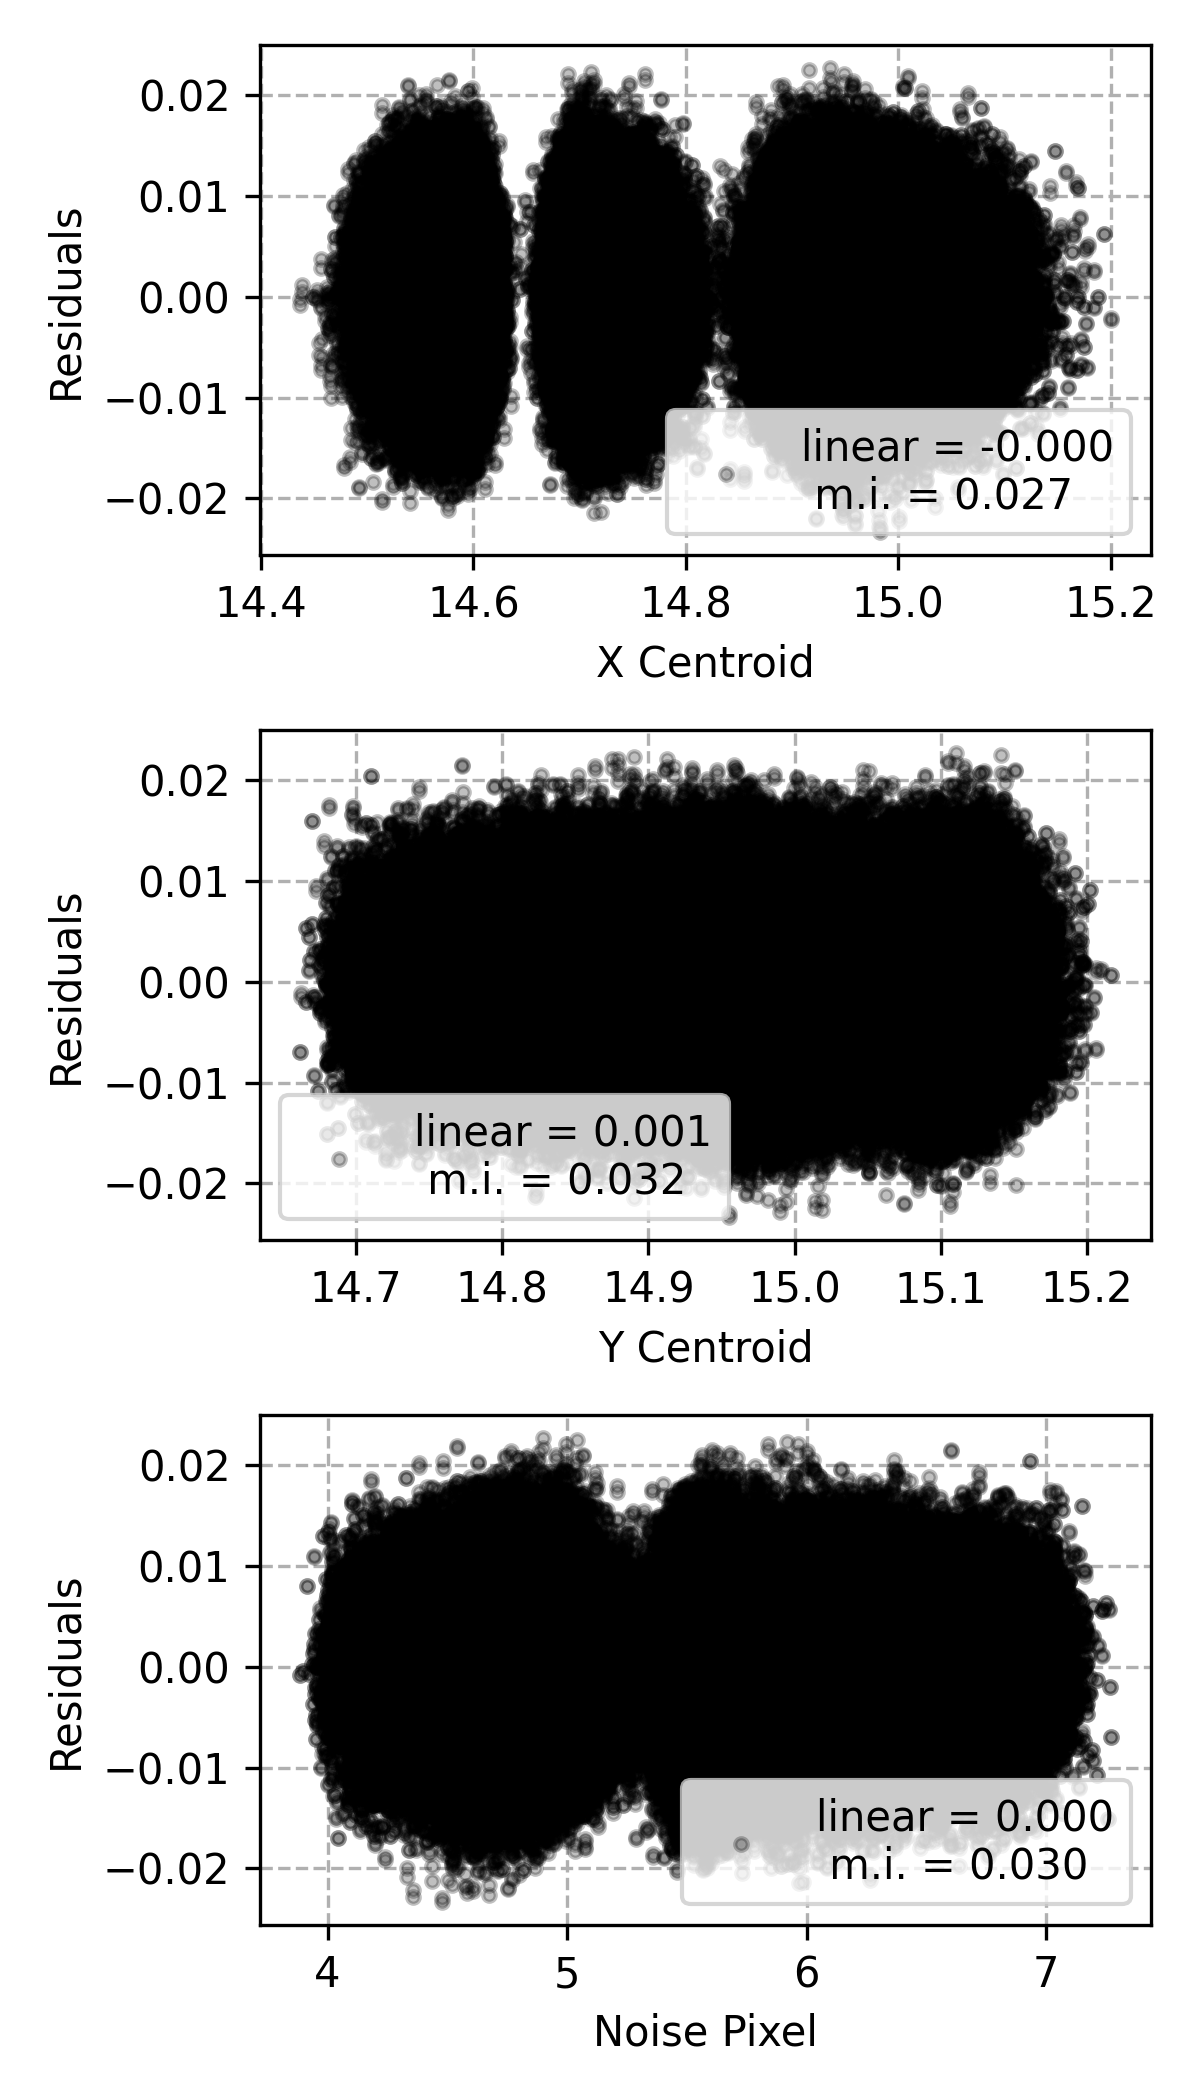 0.02
0.01
0.00
−0.01
−0.02
Residuals
linear = -0.000
m.i. = 0.027
14.4 14.6 14.8 15.0 15.2
X Centroid
0.02
0.01
0.00
−0.01
−0.02
Residuals
linear = 0.001
m.i. = 0.032
14.7 14.8 14.9 15.0 15.1 15.2
Y Centroid
0.02
0.01
0.00
−0.01
−0.02
Residuals
linear = 0.000
m.i. = 0.030
4 5 6 7
Noise Pixel